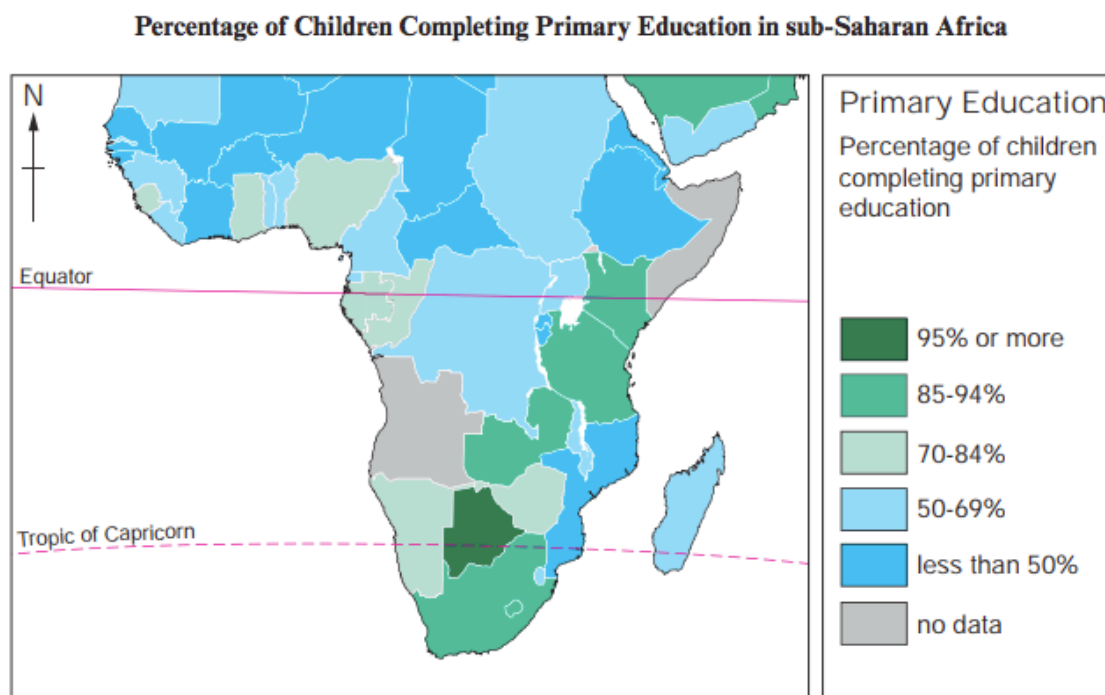 Percentage of Children Completing Primary Education in sub-Saharan Africa
N
Equator
Tropic of Capricorn
Primary Education
Percentage of children
completing primary
education
95% or more
85-94%
70-84%
50-69%
less than 50%
no data